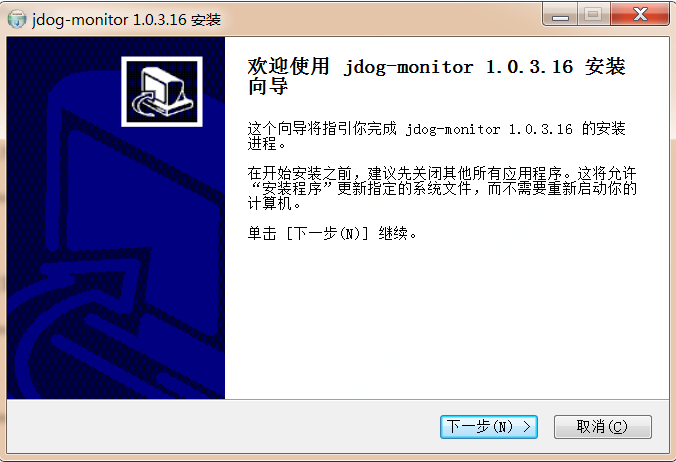 jdog-monitor 1.0.3.16 安装
欢迎使用 jdog-monitor 1.0.3.16 安装
向导
这个向导将指引你完成 jdog-monitor 1.0.3.16 的安装
进程。
在开始安装之前，建议先关闭其他所有应用程序。这将允许
“安装程序”更新指定的系统文件，而不需要重新启动你的
计算机。
单击 [下一步(N)] 继续。
下一步(N) >
取消(C)